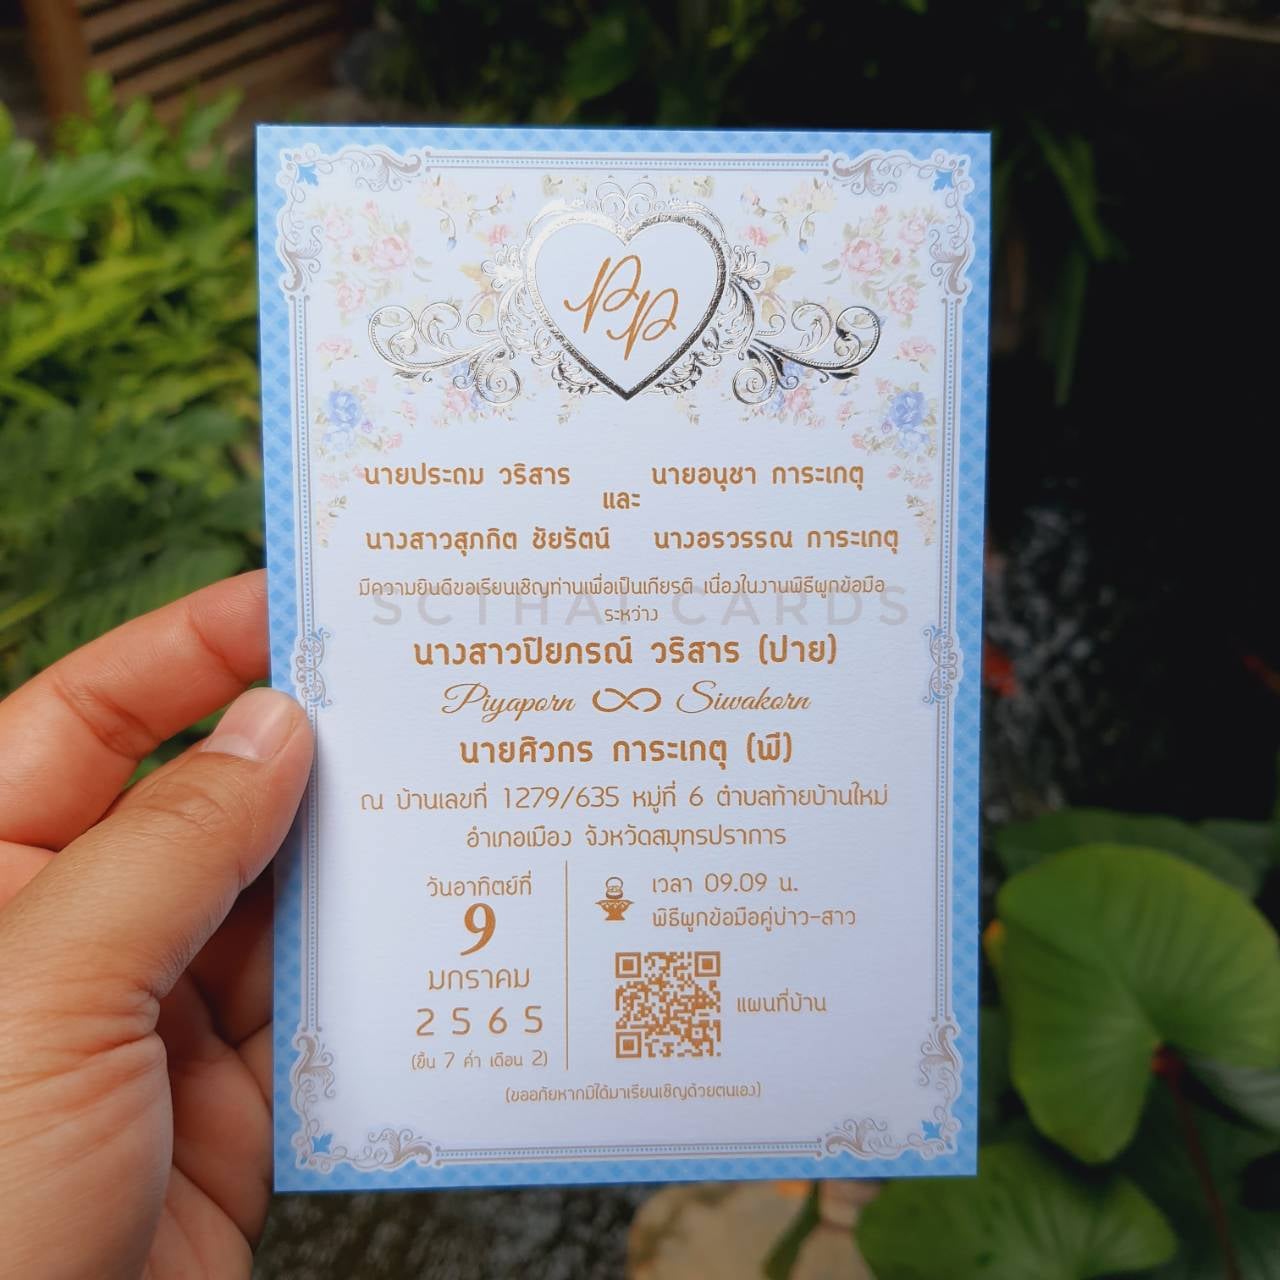 PP
นายประถม วริสาร นายอนุชา การะเกตุ
และ
นางสาวสุภกิต ชัยรัตน์ นางอรวรรณ การะเกตุ
มีความยินดีขอเรียนเชิญท่านเพื่อเป็นเกียรติ เนื่องในงานพิธีผูกข้อมือ
SCTHAI CARDS
ระหว่าง
นางสาวปิยภรณ์ วริสาร (ปาย)
Piyaporn Siwakorn
นายศิวกร การะเกตุ (พี)
ณ บ้านเลขที่ 1279/635 หมู่ที่ 6 ตำบลท้ายบ้านใหม่
อำเภอเมือง จังหวัดสมุทรปราการ
วันอาทิตย์ที่
9
มกราคม
2565
(ขึ้น 7 ค่ำ เดือน 2)
เวลา 09.09 น.
พิธีผูกข้อมือคู่บ่าว-สาว
แผนที่บ้าน
(ขออภัยหากมิได้มาเรียนเชิญด้วยตนเอง)